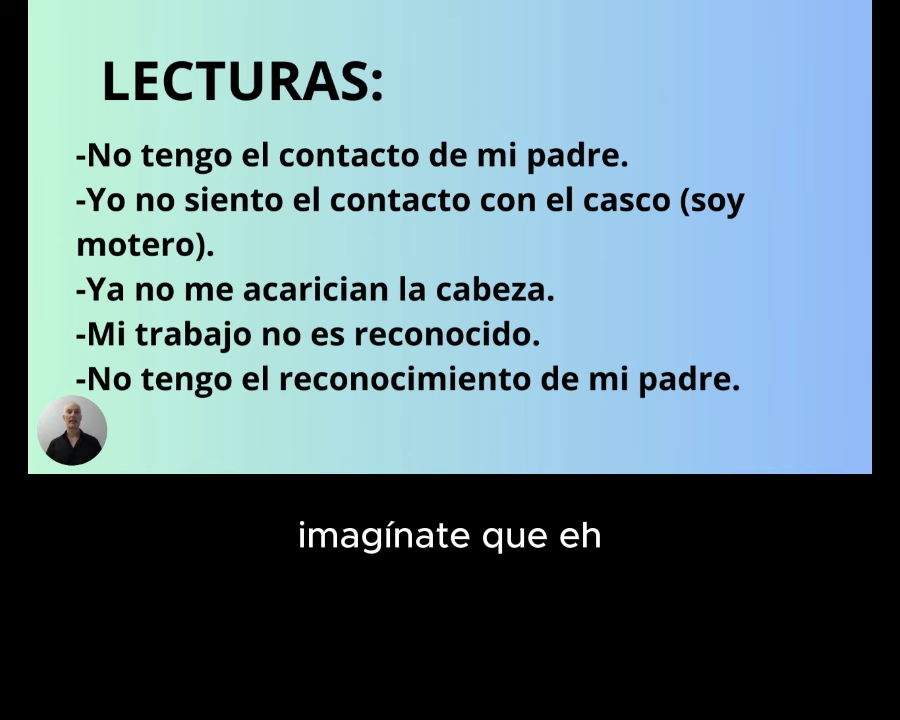 LECTURAS:
-No tengo el contacto de mi padre.
-Yo no siento el contacto con el casco (soy
motero).
-Ya no me acarician la cabeza.
-Mi trabajo no es reconocido.
-No tengo el reconocimiento de mi padre.
imagínate que eh